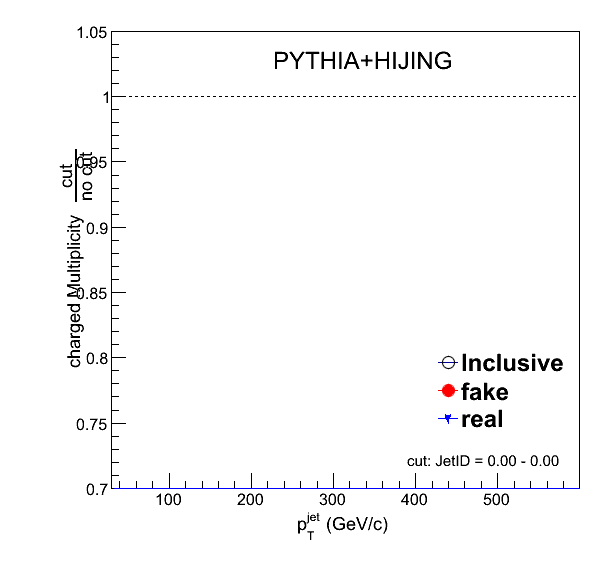 PYTHIA+HIJING
1.05
1
0.95
0.9
0.85
0.8
0.75
0.7
charged Multiplicity cut
no cut
Inclusive
fake
real
cut: JetID = 0.00 - 0.00
100 200 300 400 500
p_T^jet (GeV/c)